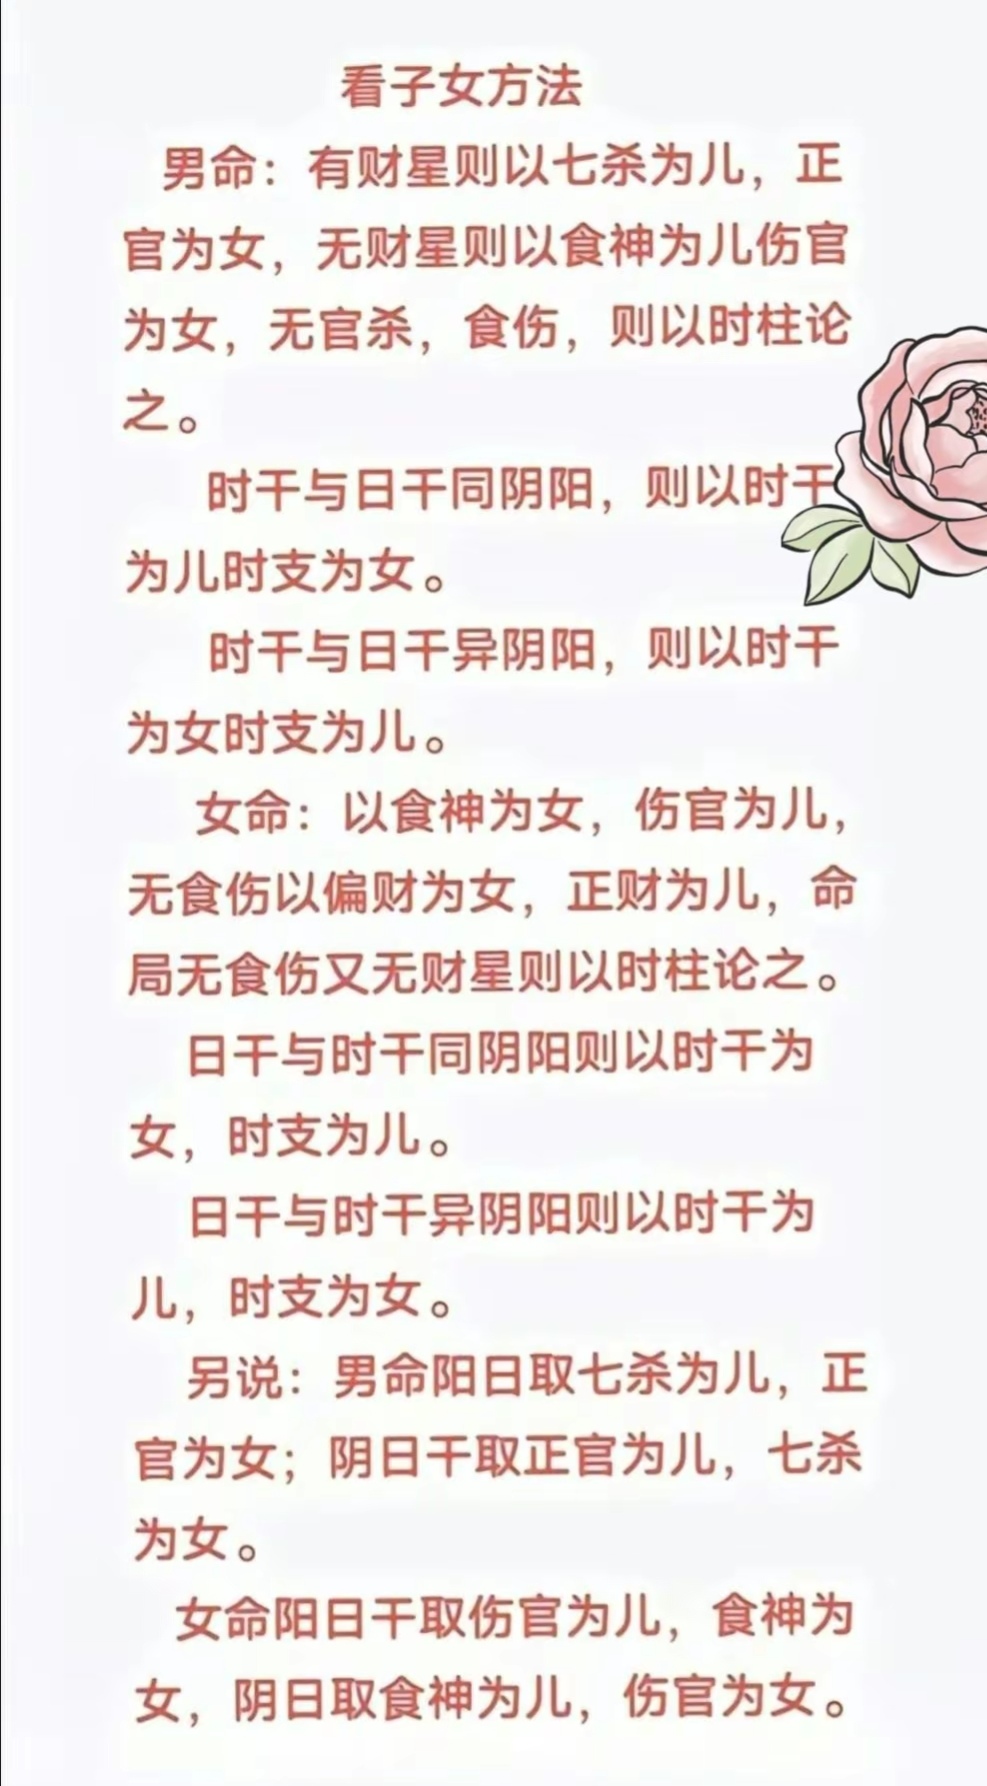 看子女方法
男命：有财星则以七杀为儿，正
官为女，无财星则以食神为儿伤官
为女，无官杀，食伤，则以时柱论
之。
时干与日干同阴阳，则以时干
为儿时支为女。
时干与日干异阴阳，则以时干
为女时支为儿。
女命：以食神为女，伤官为儿，
无食伤以偏财为女，正财为儿，命
局无食伤又无财星则以时柱论之。
日干与时干同阴阳则以时干为
女，时支为儿。
日干与时干异阴阳则以时干为
儿，时支为女。
另说：男命阳日取七杀为儿，正
官为女；阴日干取正官为儿，七杀
为女。
女命阳日干取伤官为儿，食神为
女，阴日取食神为儿，伤官为女。